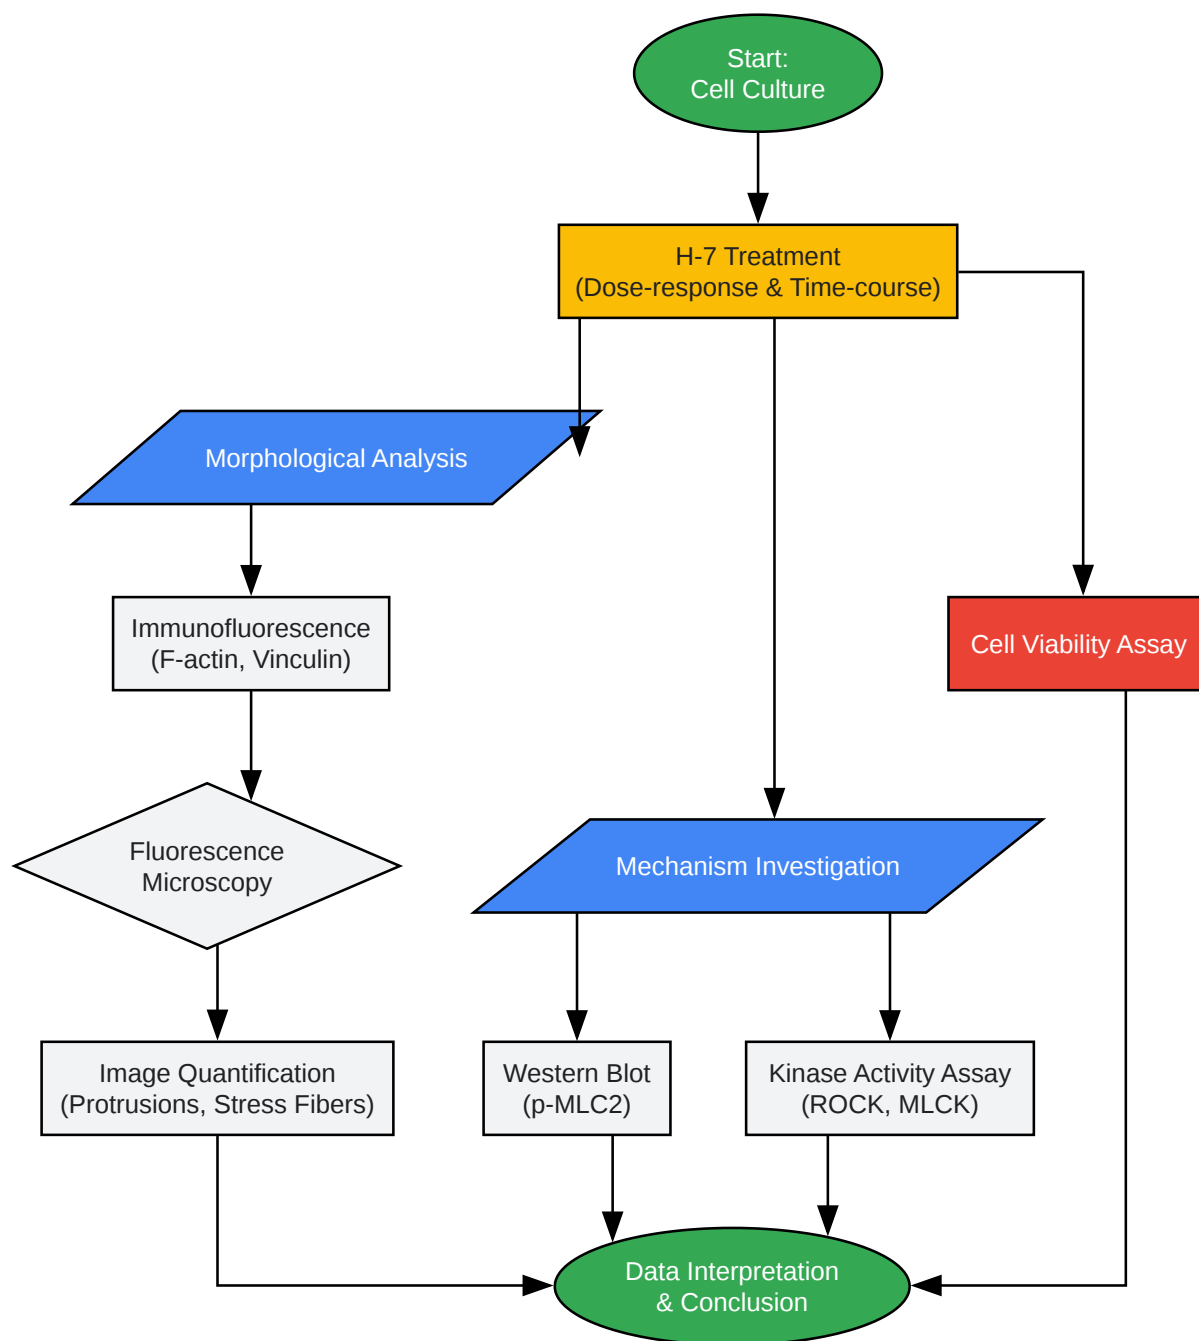 Start:
Cell Culture
H-7 Treatment
(Dose-response & Time-course)
Morphological Analysis
Immunofluorescence
(F-actin, Vinculin)
Cell Viability Assay
Fluorescence
Microscopy
Mechanism Investigation
Image Quantification
(Protrusions, Stress Fibers)
Western Blot
(p-MLC2)
Kinase Activity Assay
(ROCK, MLCK)
Data Interpretation
& Conclusion